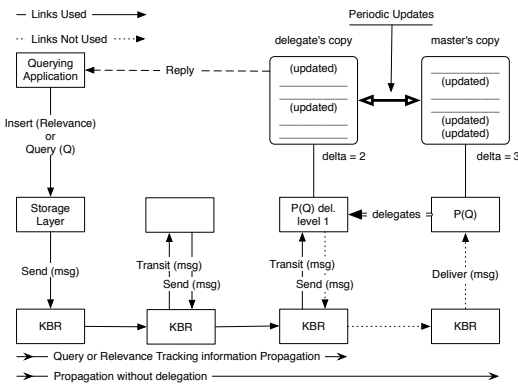 Links Used
Links Not Used
Periodic Updates
delegate's copy
master's copy
Querying
Application
Reply
(updated)
(updated)
(updated)
(updated)
(updated)
Insert (Relevance)
or
Query (Q)
delta = 2
delta = 3
Storage
Layer
P(Q) del.
level 1
delegates
P(Q)
Send (msg)
Transit (msg)
Send (msg)
Transit (msg)
Send (msg)
Deliver (msg)
KBR
KBR
KBR
KBR
Query or Relevance Tracking information Propagation
Propagation without delegation